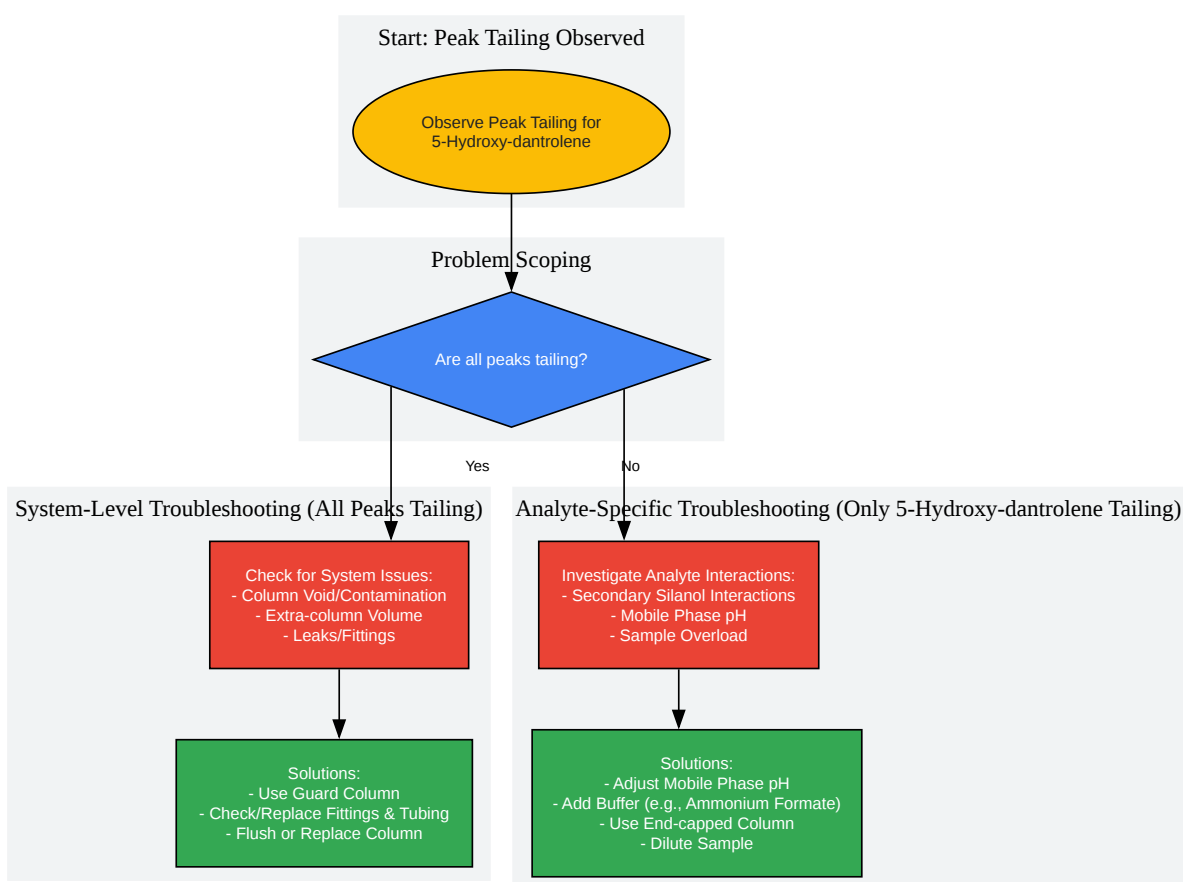 Start: Peak Tailing Observed
Observe Peak Tailing for
5-Hydroxy-dantrolene
Problem Scoping
Are all peaks tailing?
Yes
No
System-Level Troubleshooting (All Peaks Tailing)
Check for System Issues:
- Column Void/Contamination
- Extra-column Volume
- Leaks/Fittings
Solutions:
- Use Guard Column
- Check/Replace Fittings & Tubing
- Flush or Replace Column
Analyte-Specific Troubleshooting (Only 5-Hydroxy-dantrolene Tailing)
Investigate Analyte Interactions:
- Secondary Silanol Interactions
- Mobile Phase pH
- Sample Overload
Solutions:
- Adjust Mobile Phase pH
- Add Buffer (e.g., Ammonium Formate)
- Use End-capped Column
- Dilute Sample